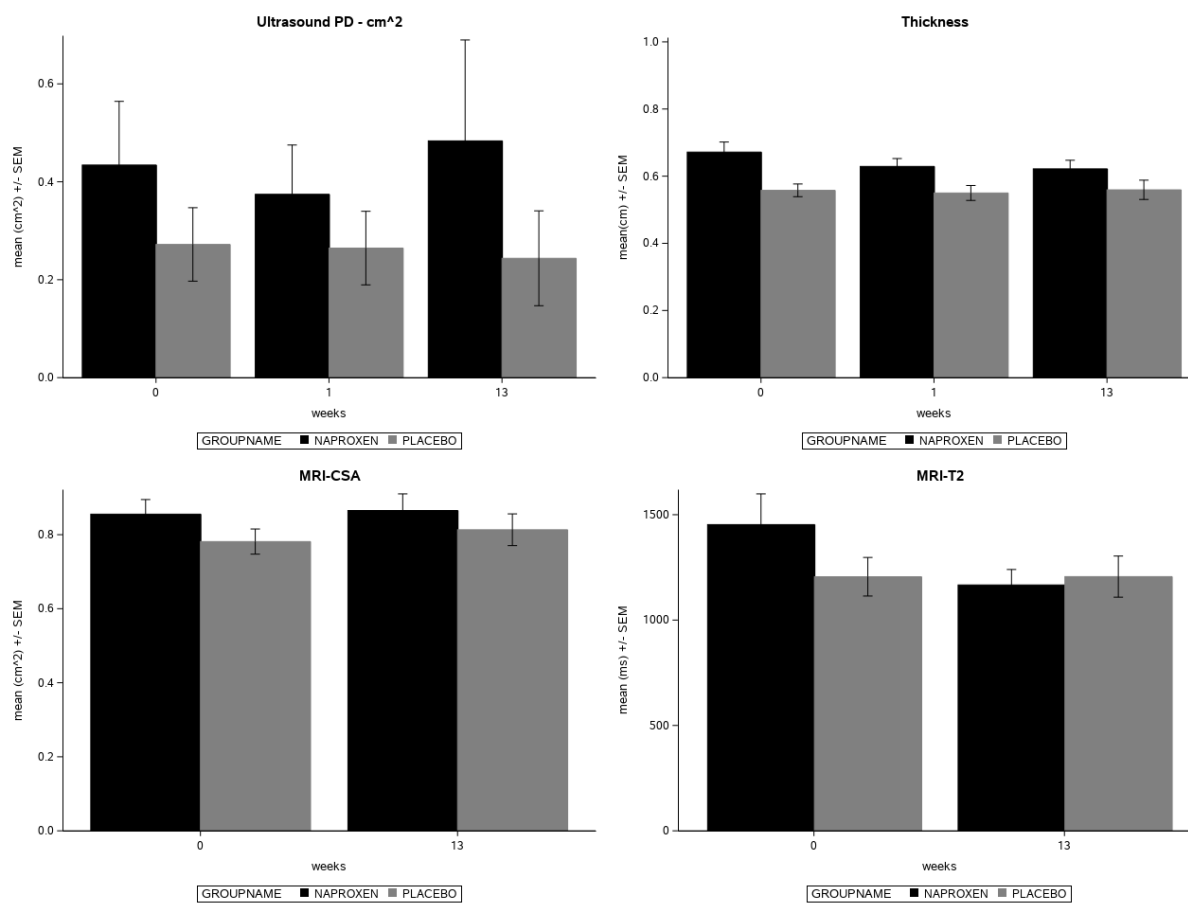 Ultrasound PD - cm^2
mean (cm^2) +/- SEM
0.6
0.4
0.2
0.0
0 1 13
weeks
GROUPNAME NAPROXEN PLACEBO
Thickness
mean(cm) +/- SEM
1.0
0.8
0.6
0.4
0.2
0.0
0 1 13
weeks
GROUPNAME NAPROXEN PLACEBO
MRI-CSA
mean (cm^2) +/- SEM
0.8
0.6
0.4
0.2
0.0
0 13
weeks
GROUPNAME NAPROXEN PLACEBO
MRI-T2
mean (ms) +/- SEM
1500
1000
500
0
0 13
weeks
GROUPNAME NAPROXEN PLACEBO